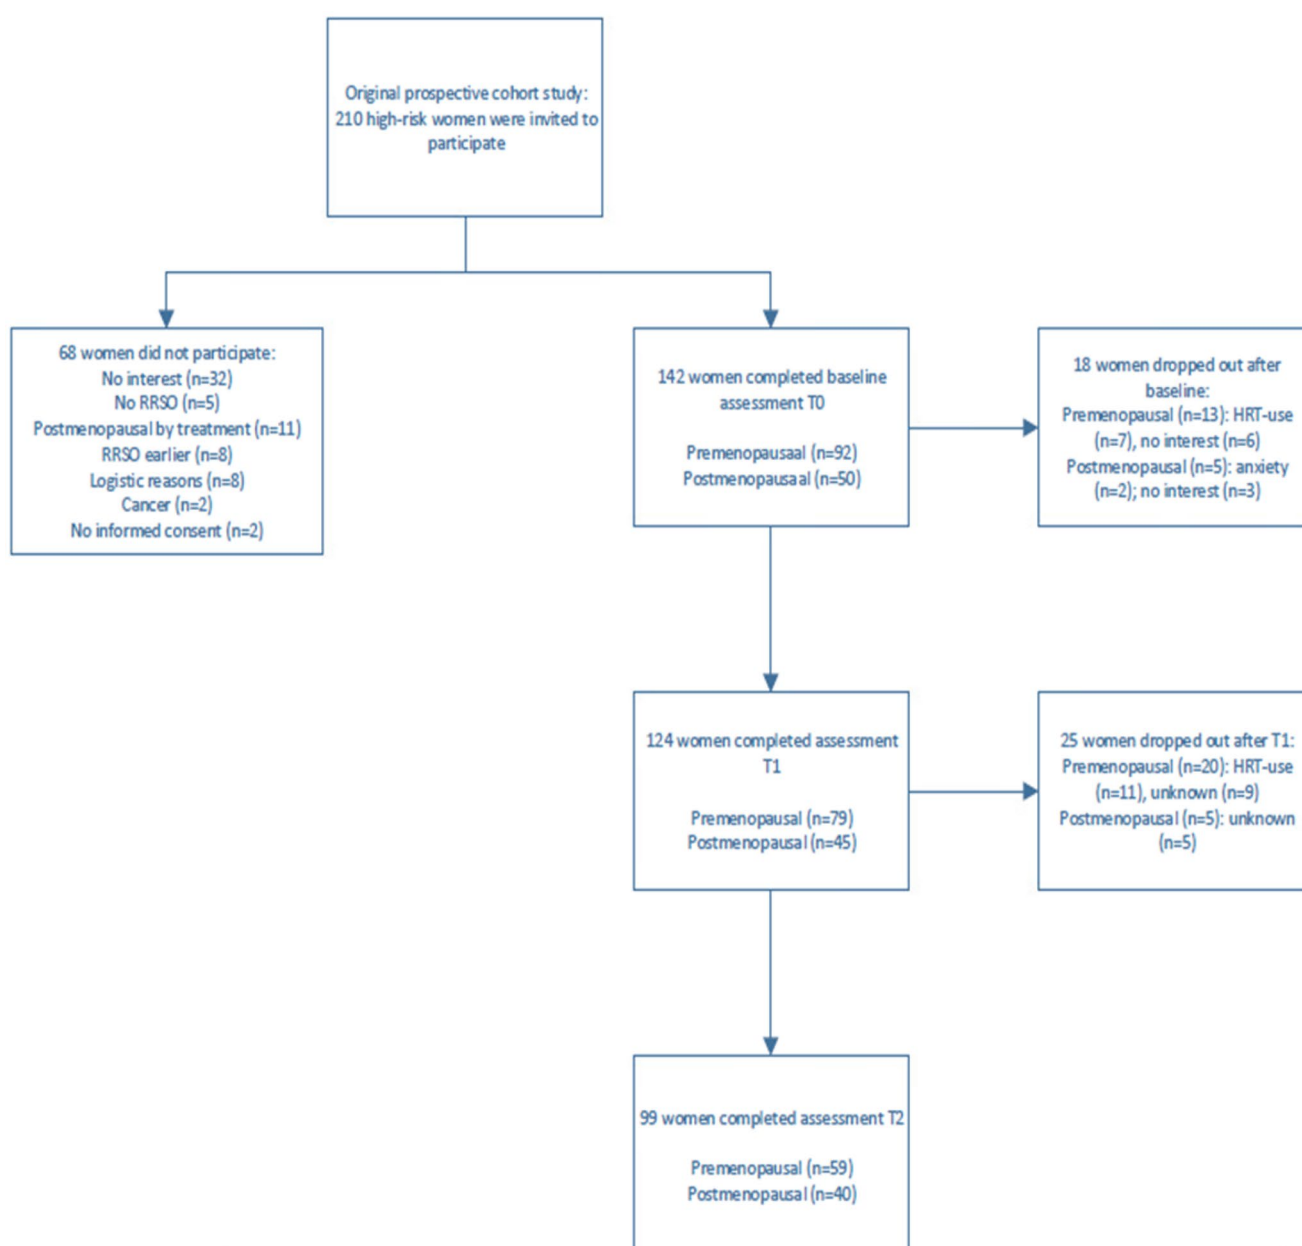 Original prospective cohort study:
210 high-risk women were invited to
participate
68 women did not participate:
No interest (n=32)
No RRSO (n=5)
Postmenopausal by treatment (n=11)
RRSO earlier (n=8)
Logistic reasons (n=8)
Cancer (n=2)
No informed consent (n=2)
142 women completed baseline
assessment T0
Premenopausaal (n=92)
Postmenopausaal (n=50)
18 women dropped out after
baseline:
Premenopausal (n=13): HRT-use
(n=7), no interest (n=6)
Postmenopausal (n=5): anxiety
(n=2); no interest (n=3)
124 women completed assessment
T1
Premenopausal (n=79)
Postmenopausal (n=45)
25 women dropped out after T1:
Premenopausal (n=20): HRT-use
(n=11), unknown (n=9)
Postmenopausal (n=5): unknown
(n=5)
99 women completed assessment T2
Premenopausal (n=59)
Postmenopausal (n=40)